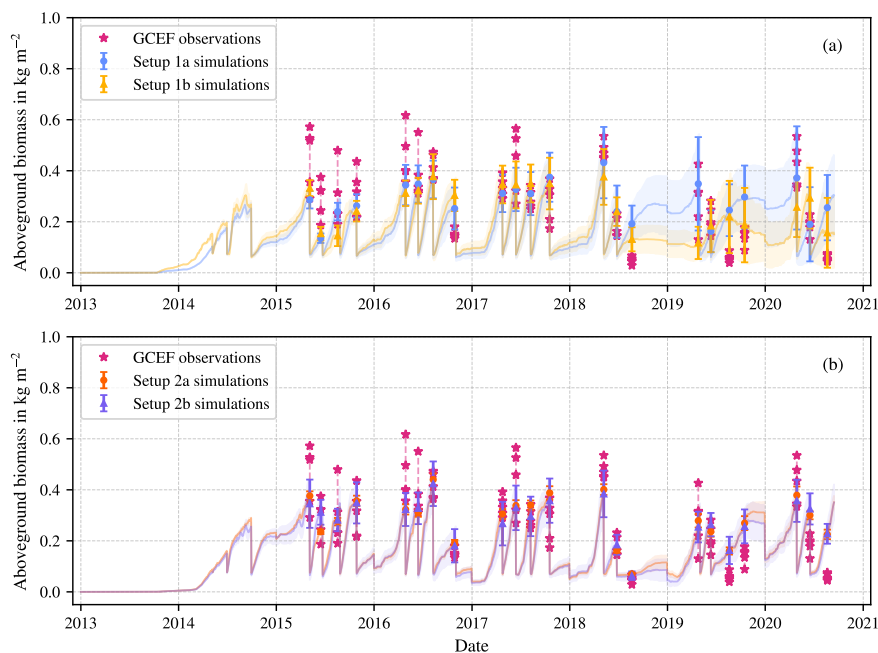 1.0
0.8
0.6
0.4
0.2
0.0
Aboveground biomass in kg m−2
GCEF observations
Setup 1a simulations
Setup 1b simulations
(a)
2013 2014 2015 2016 2017 2018 2019 2020 2021
1.0
0.8
0.6
0.4
0.2
0.0
Aboveground biomass in kg m−2
GCEF observations
Setup 2a simulations
Setup 2b simulations
(b)
2013 2014 2015 2016 2017 2018 2019 2020 2021
Date